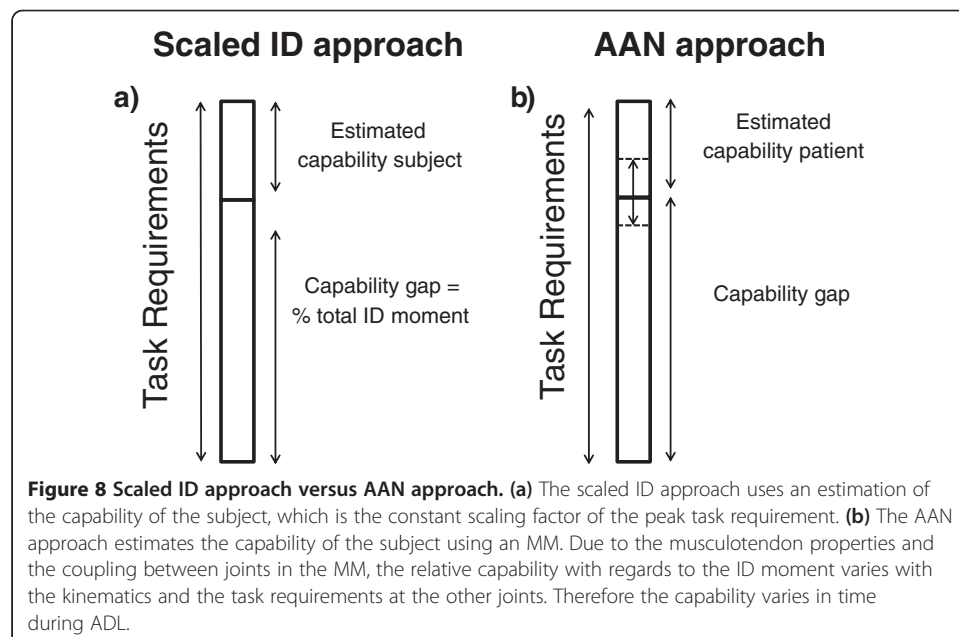 Scaled ID approach
AAN approach
a)
Task Requirements
Estimated
capability subject
Capability gap =
% total ID moment
b)
Task Requirements
Estimated
capability patient
Capability gap
Figure 8 Scaled ID approach versus AAN approach. (a) The scaled ID approach uses an estimation of
the capability of the subject, which is the constant scaling factor of the peak task requirement. (b) The AAN
approach estimates the capability of the subject using an MM. Due to the musculotendon properties and
the coupling between joints in the MM, the relative capability with regards to the ID moment varies with
the kinematics and the task requirements at the other joints. Therefore the capability varies in time
during ADL.